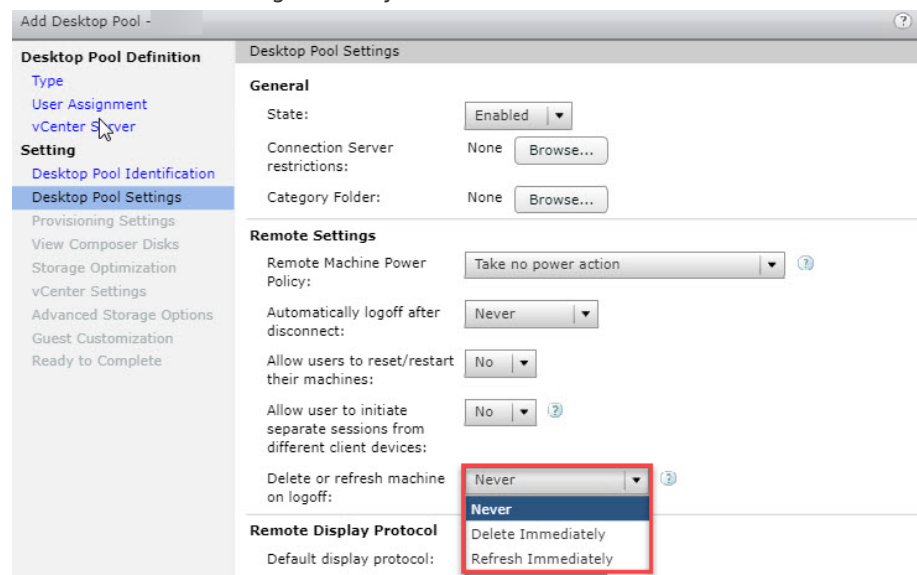 Add Desktop Pool -
?
Desktop Pool Definition
Type
User Assignment
vCenter Server
Setting
Desktop Pool Identification
Desktop Pool Settings
Provisioning Settings
View Composer Disks
Storage Optimization
vCenter Settings
Advanced Storage Options
Guest Customization
Ready to Complete
Desktop Pool Settings
General
State: Enabled
Connection Server None Browse...
restrictions:
Category Folder: None Browse...
Remote Settings
Remote Machine Power Take no power action ?
Policy:
Automatically logoff after Never
disconnect:
Allow users to reset/restart No
their machines:
Allow user to initiate No ?
separate sessions from
different client devices:
Delete or refresh machine Never ?
on logoff:
Never
Delete Immediately
Refresh Immediately
Remote Display Protocol
Default display protocol: